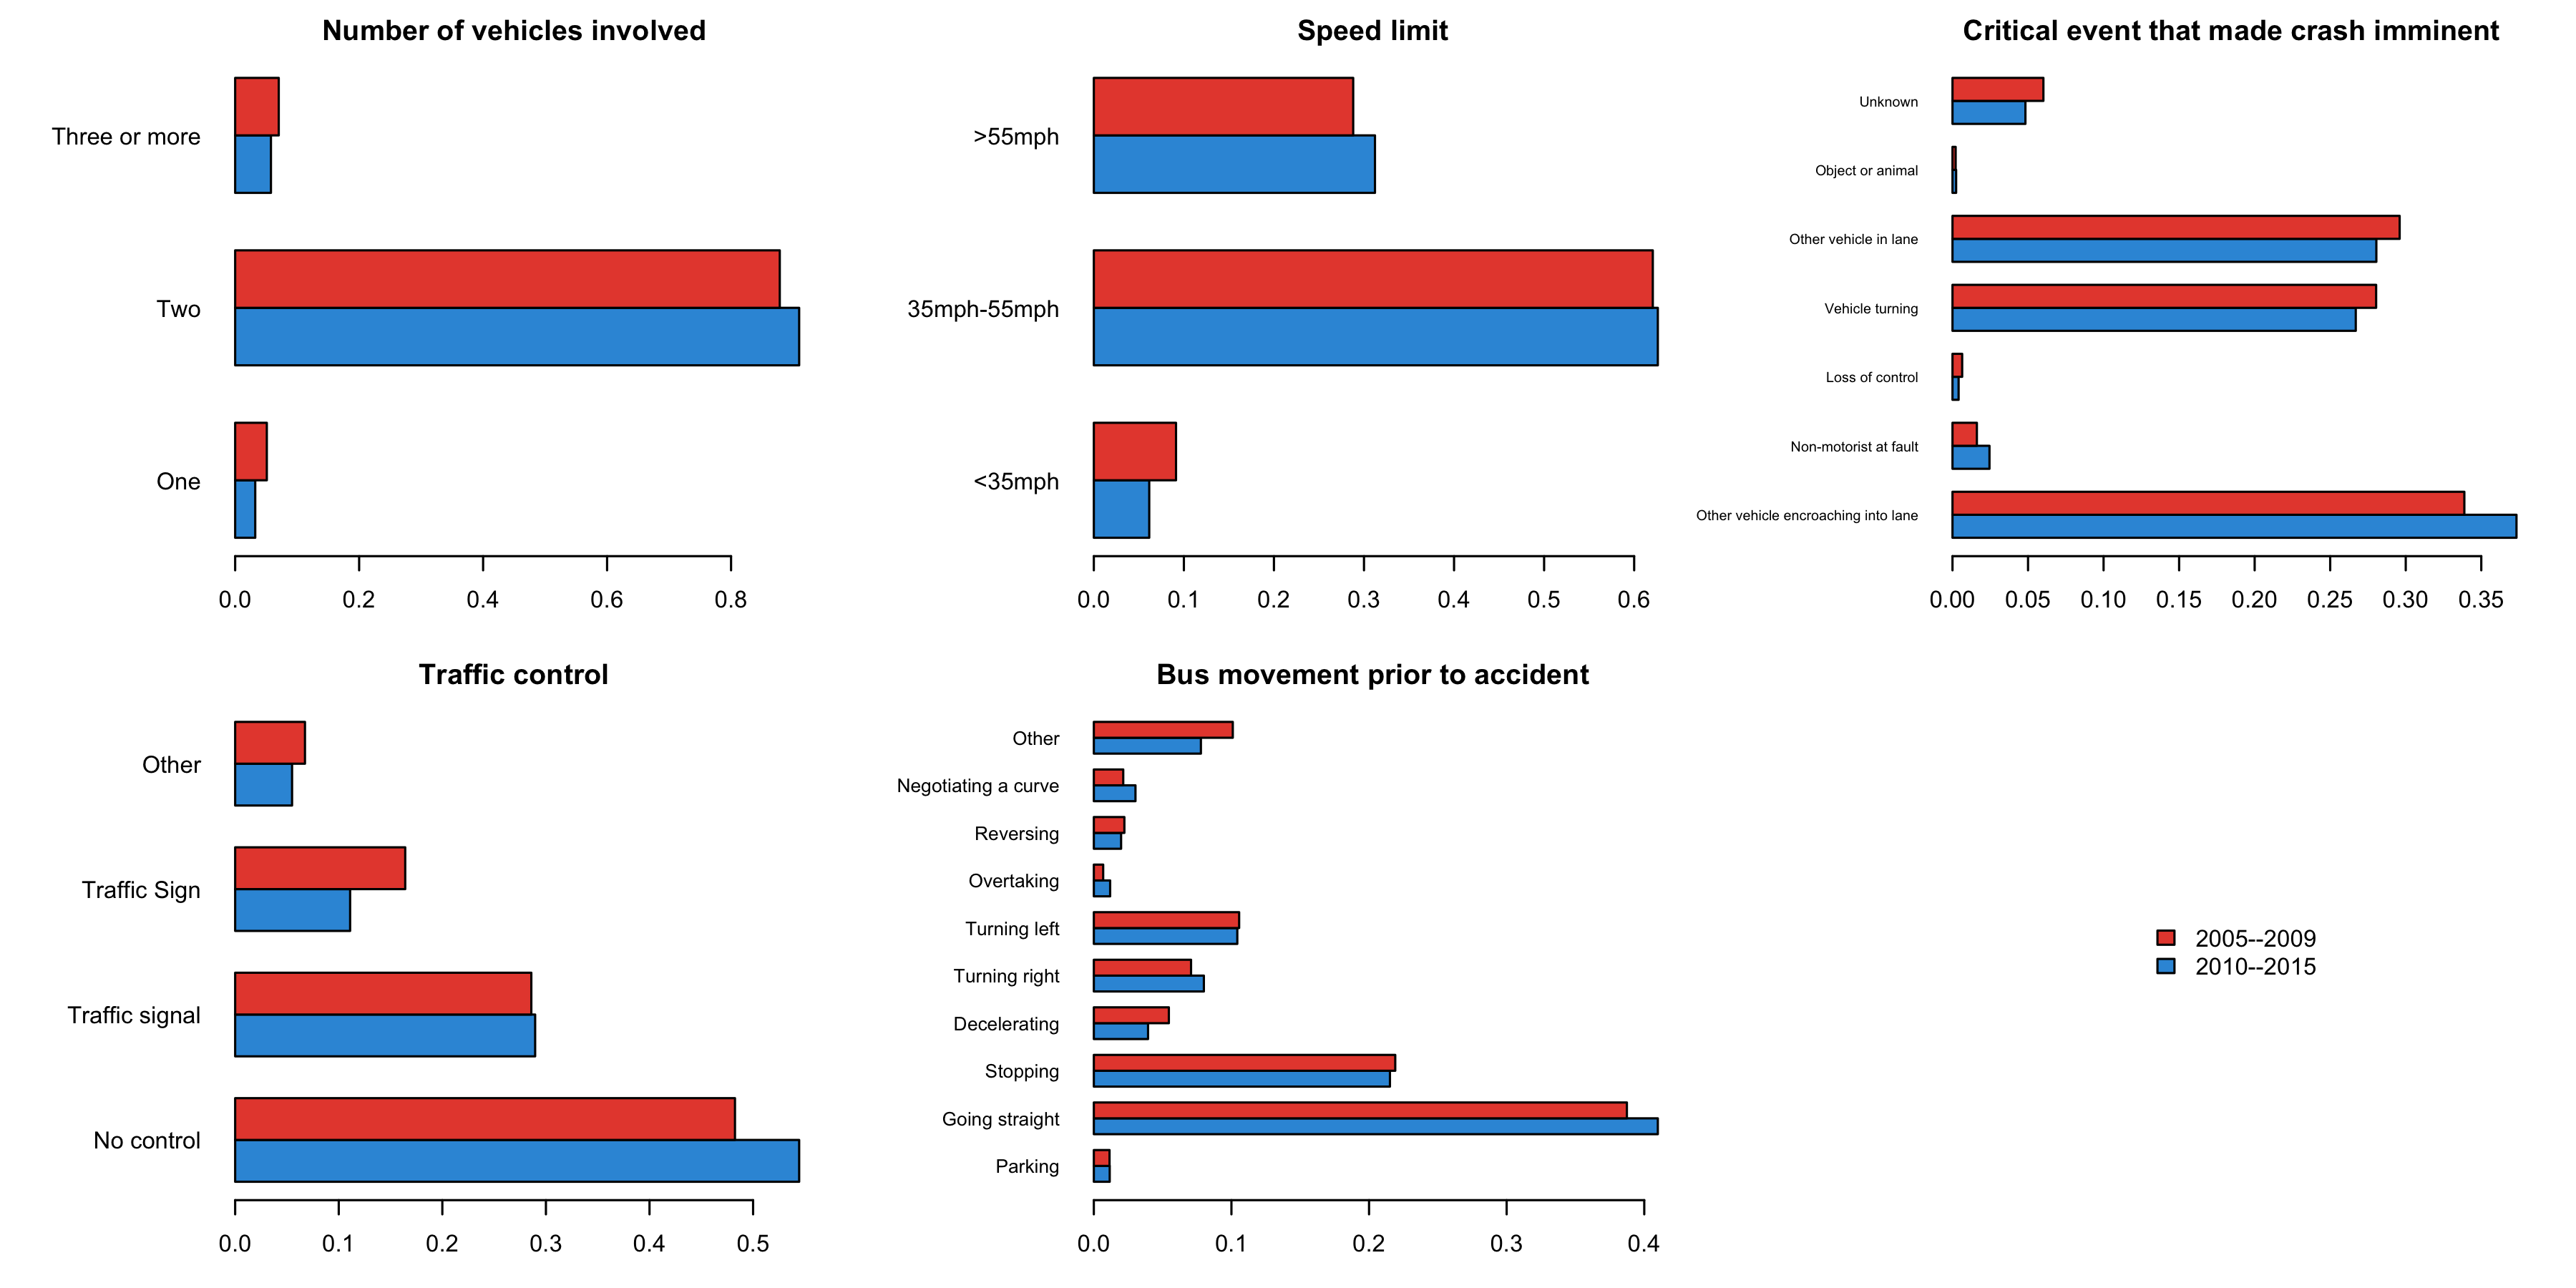 Number of vehicles involved
Three or more
Two
One
0.0 0.2 0.4 0.6 0.8
Speed limit
>55mph
35mph-55mph
<35mph
0.0 0.1 0.2 0.3 0.4 0.5 0.6
Critical event that made crash imminent
Unknown
Object or animal
Other vehicle in lane
Vehicle turning
Loss of control
Non-motorist at fault
Other vehicle encroaching into lane
0.00 0.05 0.10 0.15 0.20 0.25 0.30 0.35
Traffic control
Other
Traffic Sign
Traffic signal
No control
0.0 0.1 0.2 0.3 0.4 0.5
Bus movement prior to accident
Other
Negotiating a curve
Reversing
Overtaking
Turning left
Turning right
Decelerating
Stopping
Going straight
Parking
0.0 0.1 0.2 0.3 0.4
2005--2009
2010--2015